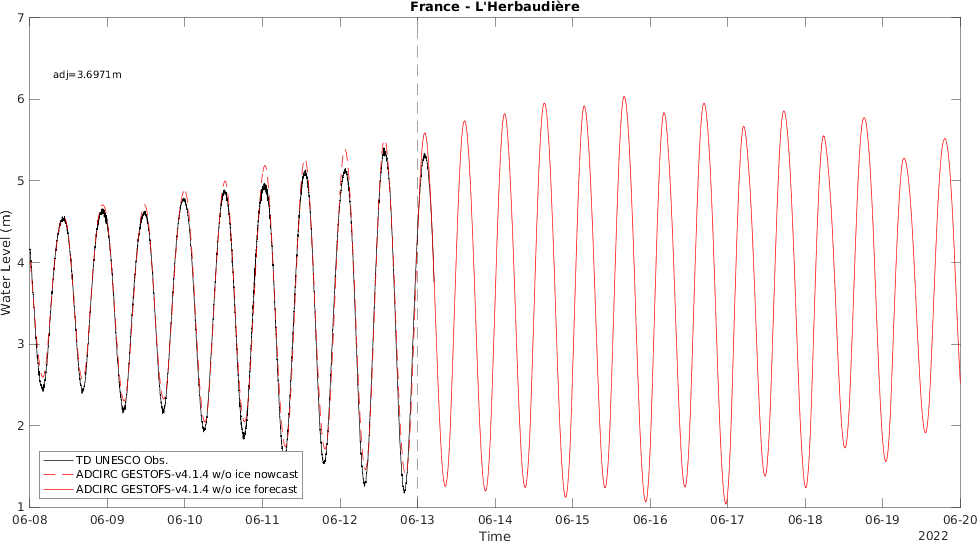 France - L'Herbaudière
7
adj=3.6971m
6
5
4
3
2
1
Water Level (m)
TD UNESCO Obs.
ADCIRC GESTOFS-v4.1.4 w/o ice nowcast
ADCIRC GESTOFS-v4.1.4 w/o ice forecast
06-08 06-09 06-10 06-11 06-12 06-13 06-14 06-15 06-16 06-17 06-18 06-19 06-20
Time
2022